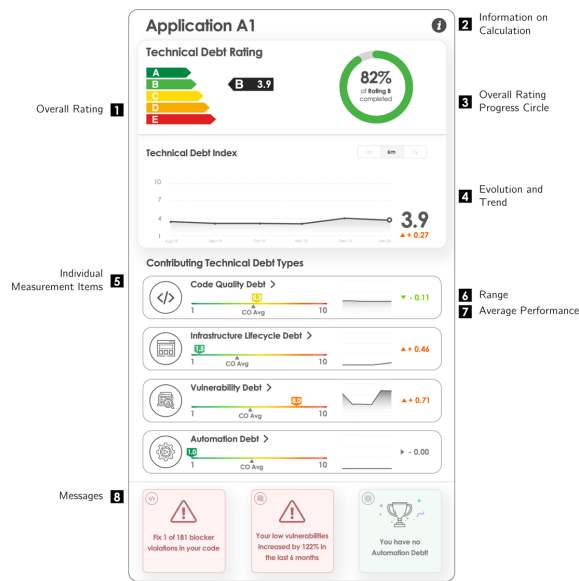 Application A1
i
2 Information on
Calculation
Technical Debt Rating
A
B
C
D
E
B 3.9
82%
of Rating B
completed
Overall Rating 1
3 Overall Rating
Progress Circle
Technical Debt Index
6m
10
7
4
1
3.9
+ 0.27
4 Evolution and
Trend
Contributing Technical Debt Types
Individual
Measurement Items 5
Code Quality Debt >
</>
1
CO Avg
10
- 0.11
6 Range
7 Average Performance
Infrastructure Lifecycle Debt >
1.5
1
CO Avg
10
+ 0.46
Vulnerability Debt >
1
CO Avg
10
+ 0.71
Automation Debt >
1.0
1
CO Avg
10
- 0.00
Messages 8
</>
Fix 1 of 181 blocker
violations in your code
Your low vulnerabilities
increased by 122% in
the last 6 months
You have no
Automation Debt!